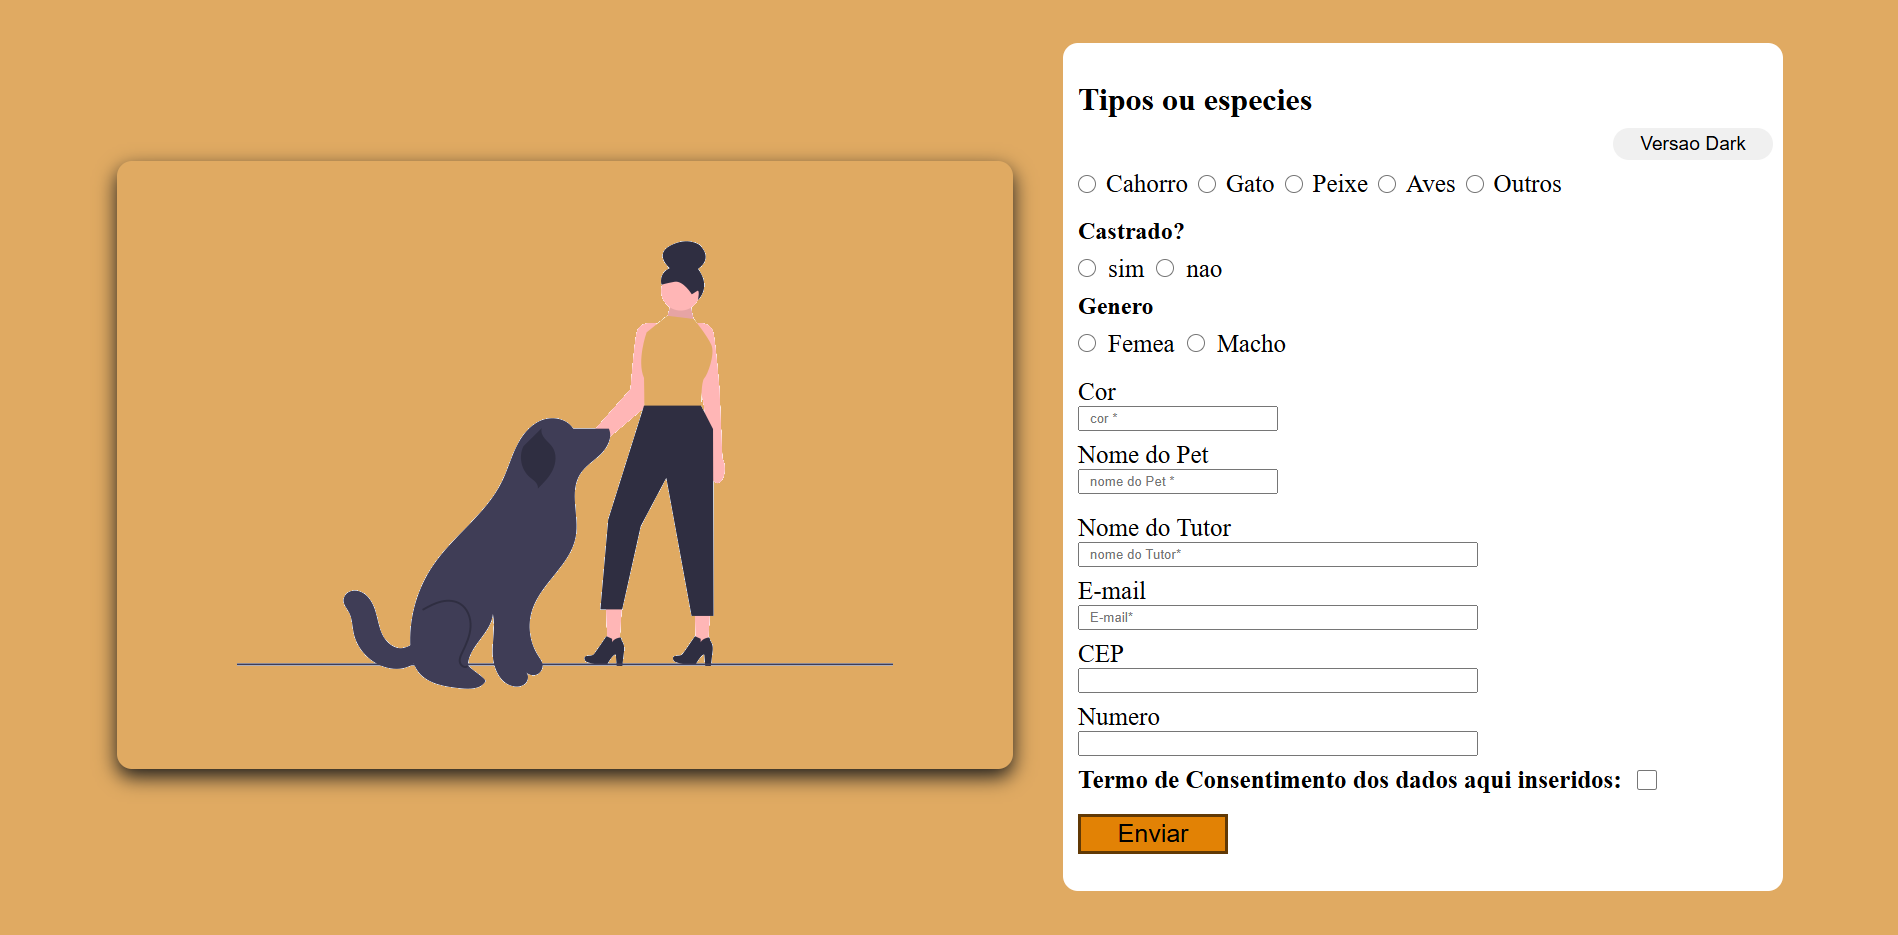 Tipos ou especies
Versao Dark
Cahorro Gato Peixe Aves Outros
Castrado?
sim nao
Genero
Femea Macho
Cor
cor *
Nome do Pet
nome do Pet *
Nome do Tutor
nome do Tutor*
E-mail
E-mail*
CEP
Numero
Termo de Consentimento dos dados aqui inseridos:
Enviar